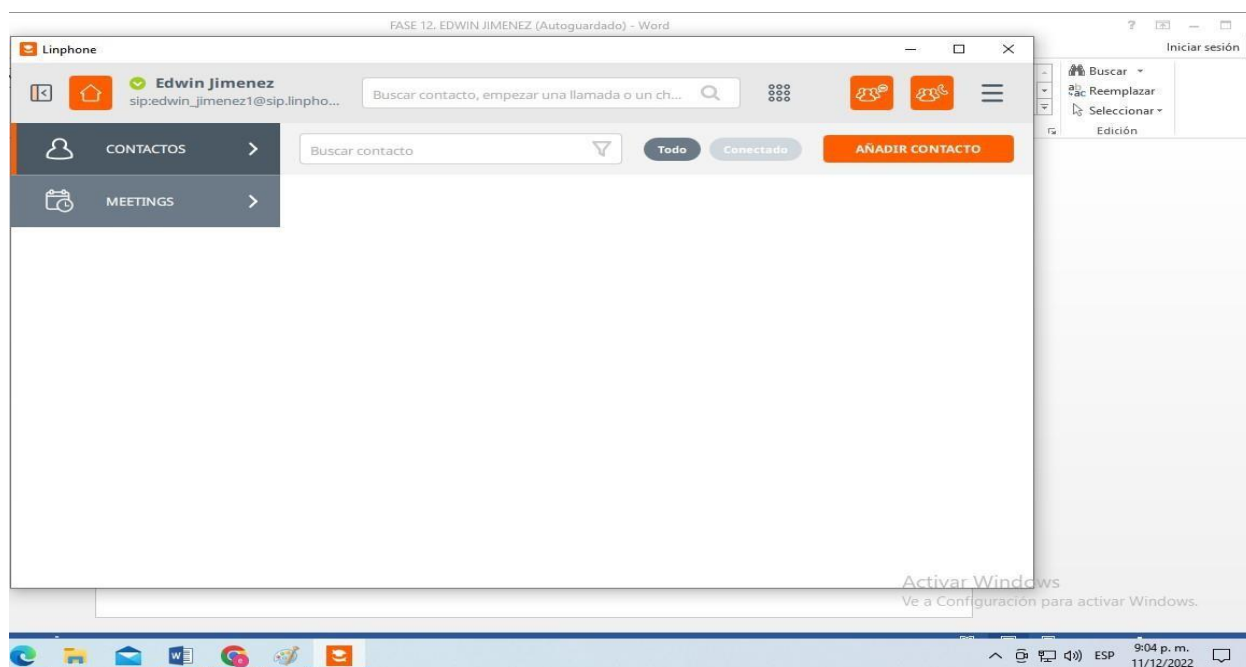 FASE 12. EDWIN JIMENEZ (Autoguardado) - Word
?
Linphone
Iniciar sesión
Edwin Jimenez
sip:edwin_jimenez1@sip.linpho...
Buscar contacto, empezar una llamada o un ch...
Buscar
Reemplazar
Seleccionar
Edición
CONTACTOS
Buscar contacto
Todo
Conectado
AÑADIR CONTACTO
MEETINGS
Activar Windows
Ve a Configuración para activar Windows.
ESP
9:04 p. m.
11/12/2022